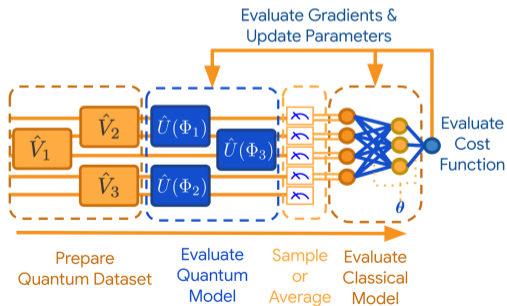 Evaluate Gradients &
Update Parameters
V̂₁
V̂₂
V̂₃
Û(Φ₁)
Û(Φ₂)
Û(Φ₃)
Evaluate
Cost
Function
θ
Prepare
Quantum Dataset
Evaluate
Quantum
Model
Sample
or
Average
Evaluate
Classical
Model